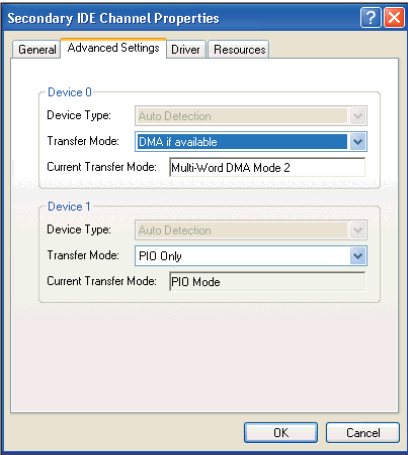 Secondary IDE Channel Properties
General Advanced Settings Driver Resources
Device 0
Device Type: Auto Detection
Transfer Mode: DMA if available
Current Transfer Mode: Multi-Word DMA Mode 2
Device 1
Device Type: Auto Detection
Transfer Mode: PIO Only
Current Transfer Mode: PIO Mode
OK Cancel